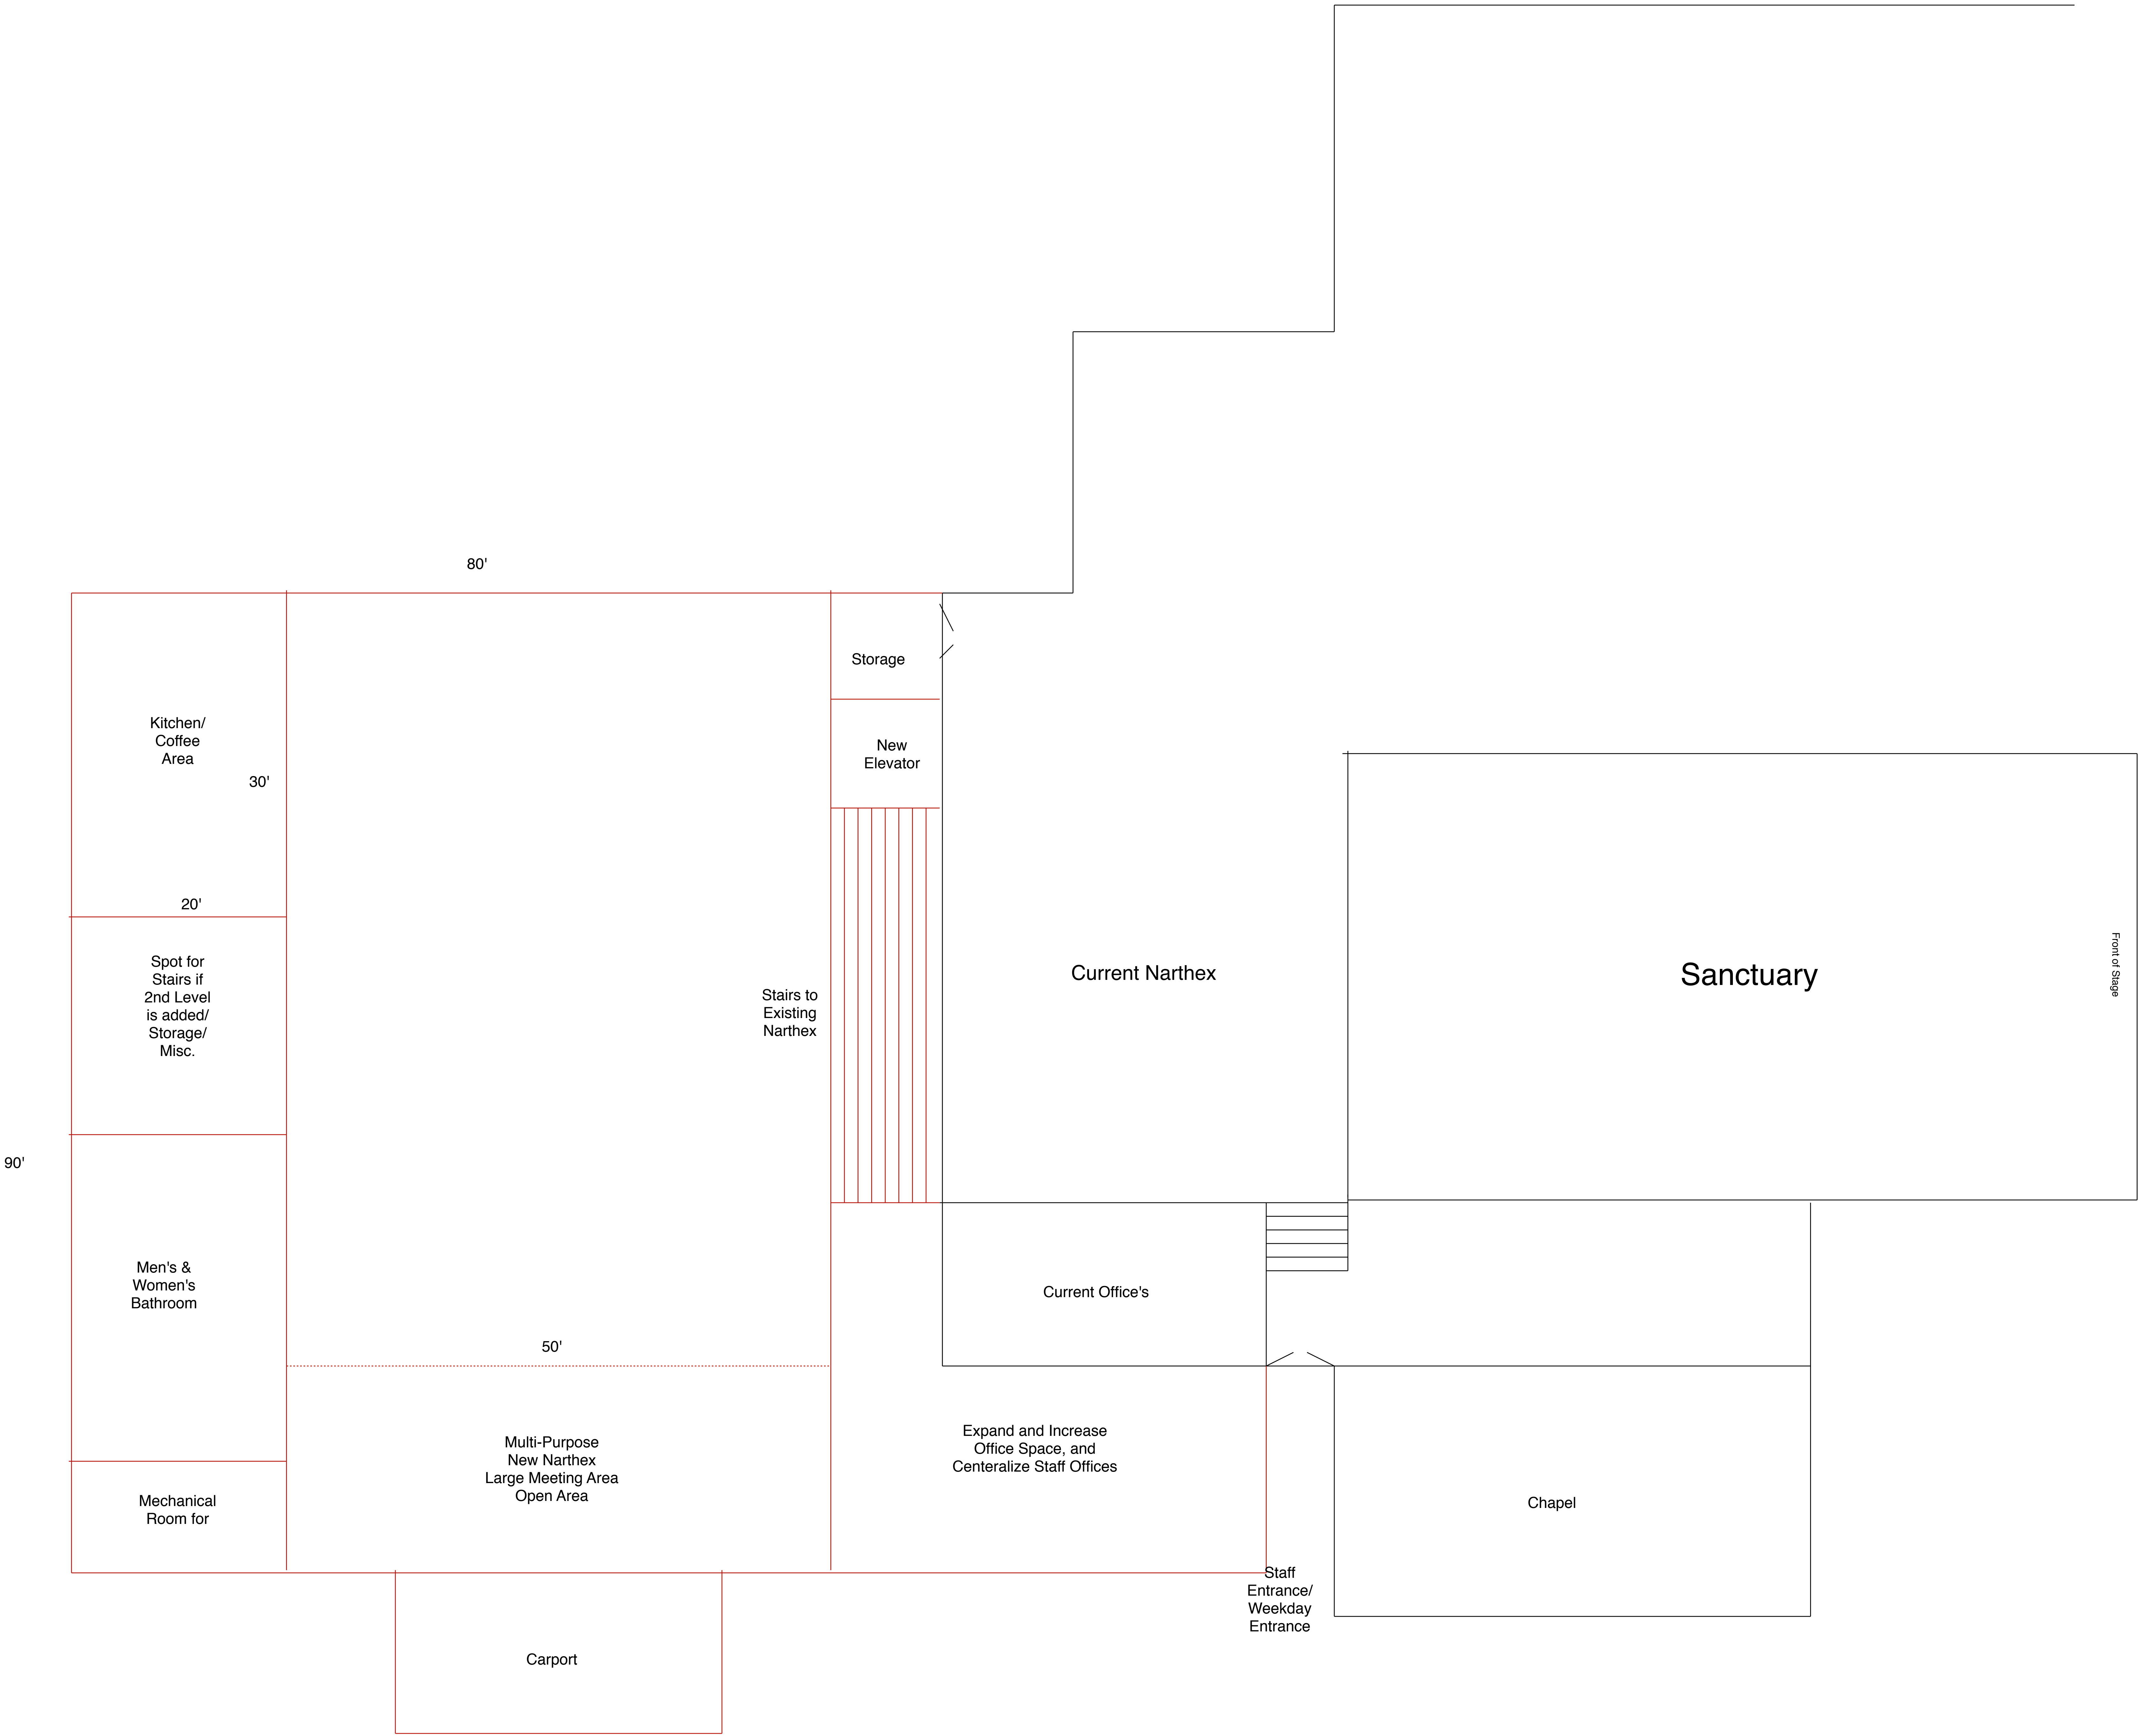 80'
Storage
Kitchen/
Coffee
Area
30'
New
Elevator
20'
Spot for
Stairs if
2nd Level
is added/
Storage/
Misc.
Stairs to
Existing
Narthex
Current Narthex
Sanctuary
Front of Stage
90'
Men's &
Women's
Bathroom
Current Office's
50'
Multi-Purpose
New Narthex
Large Meeting Area
Open Area
Expand and Increase
Office Space, and
Centeralize Staff Offices
Mechanical
Room for
Chapel
Staff
Entrance/
Weekday
Entrance
Carport